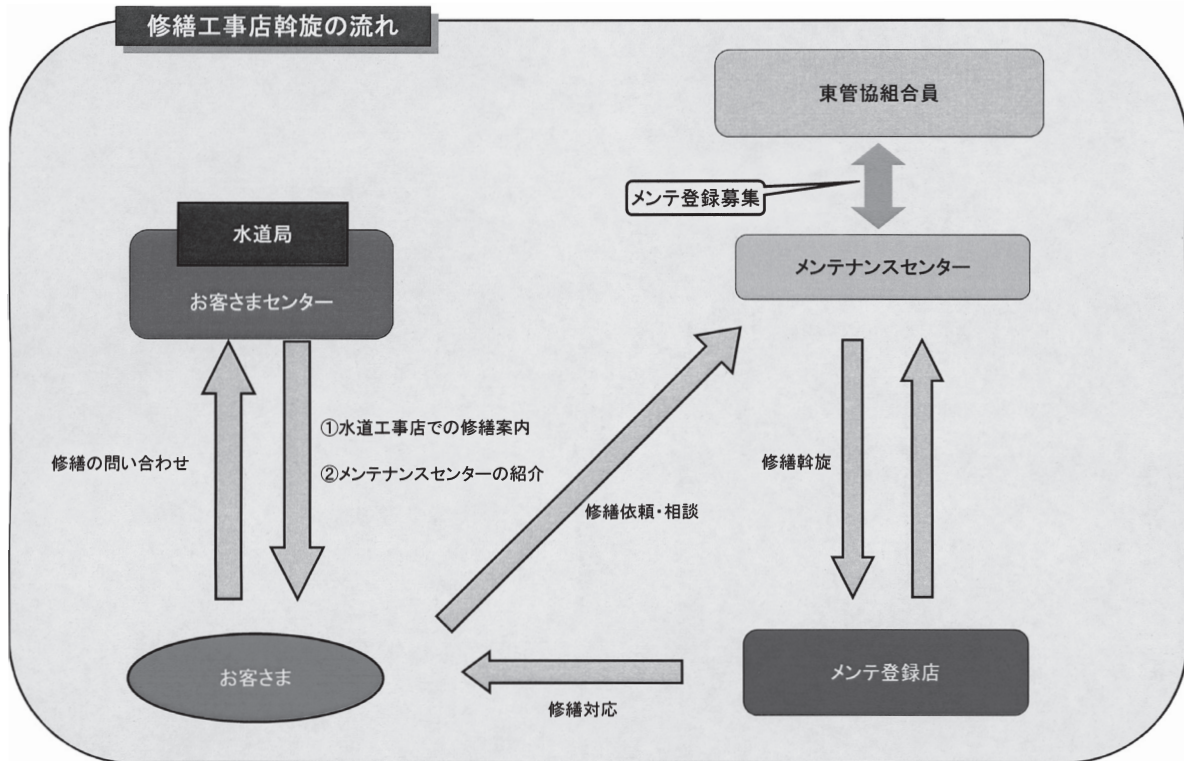 修繕工事店斡旋の流れ
東管協組合員
メンテ登録募集
水道局
お客さまセンター
メンテナンスセンター
①水道工事店での修繕案内
②メンテナンスセンターの紹介
修繕の問い合わせ
修繕斡旋
修繕依頼・相談
お客さま
メンテ登録店
修繕対応